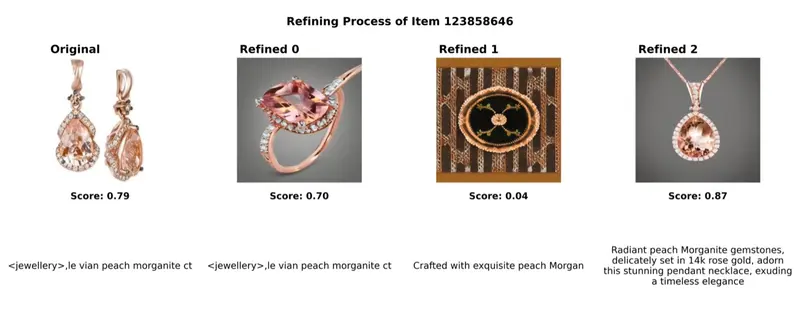 Refining Process of Item 123858646
Original
Refined 0
Refined 1
Refined 2
Score: 0.79
Score: 0.70
Score: 0.04
Score: 0.87
<jewellery>,le vian peach morganite ct
<jewellery>,le vian peach morganite ct
Crafted with exquisite peach Morgan
Radiant peach Morganite gemstones,
delicately set in 14k rose gold, adorn
this stunning pendant necklace, exuding
a timeless elegance